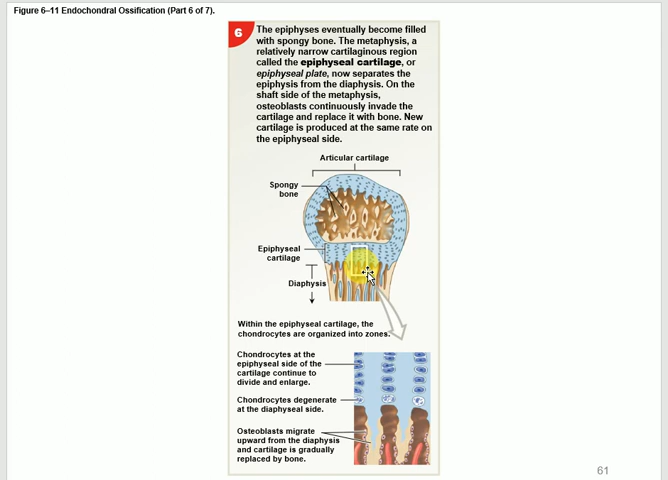 Figure 6–11 Endochondral Ossification (Part 6 of 7).
6
The epiphyses eventually become filled
with spongy bone. The metaphysis, a
relatively narrow cartilaginous region
called the epiphyseal cartilage, or
epiphyseal plate, now separates the
epiphysis from the diaphysis. On the
shaft side of the metaphysis,
osteoblasts continuously invade the
cartilage and replace it with bone. New
cartilage is produced at the same rate on
the epiphyseal side.
Articular cartilage
Spongy
bone
Epiphyseal
cartilage
Diaphysis
Within the epiphyseal cartilage, the
chondrocytes are organized into zones.
Chondrocytes at the
epiphyseal side of the
cartilage continue to
divide and enlarge.
Chondrocytes degenerate
at the diaphyseal side.
Osteoblasts migrate
upward from the diaphysis
and cartilage is gradually
replaced by bone.
61